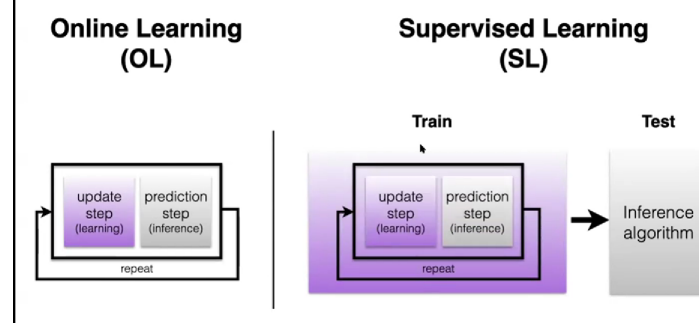 Online Learning
(OL)
update
step
(learning)
prediction
step
(inference)
repeat
Supervised Learning
(SL)
Train
update
step
(learning)
prediction
step
(inference)
repeat
Test
Inference
algorithm